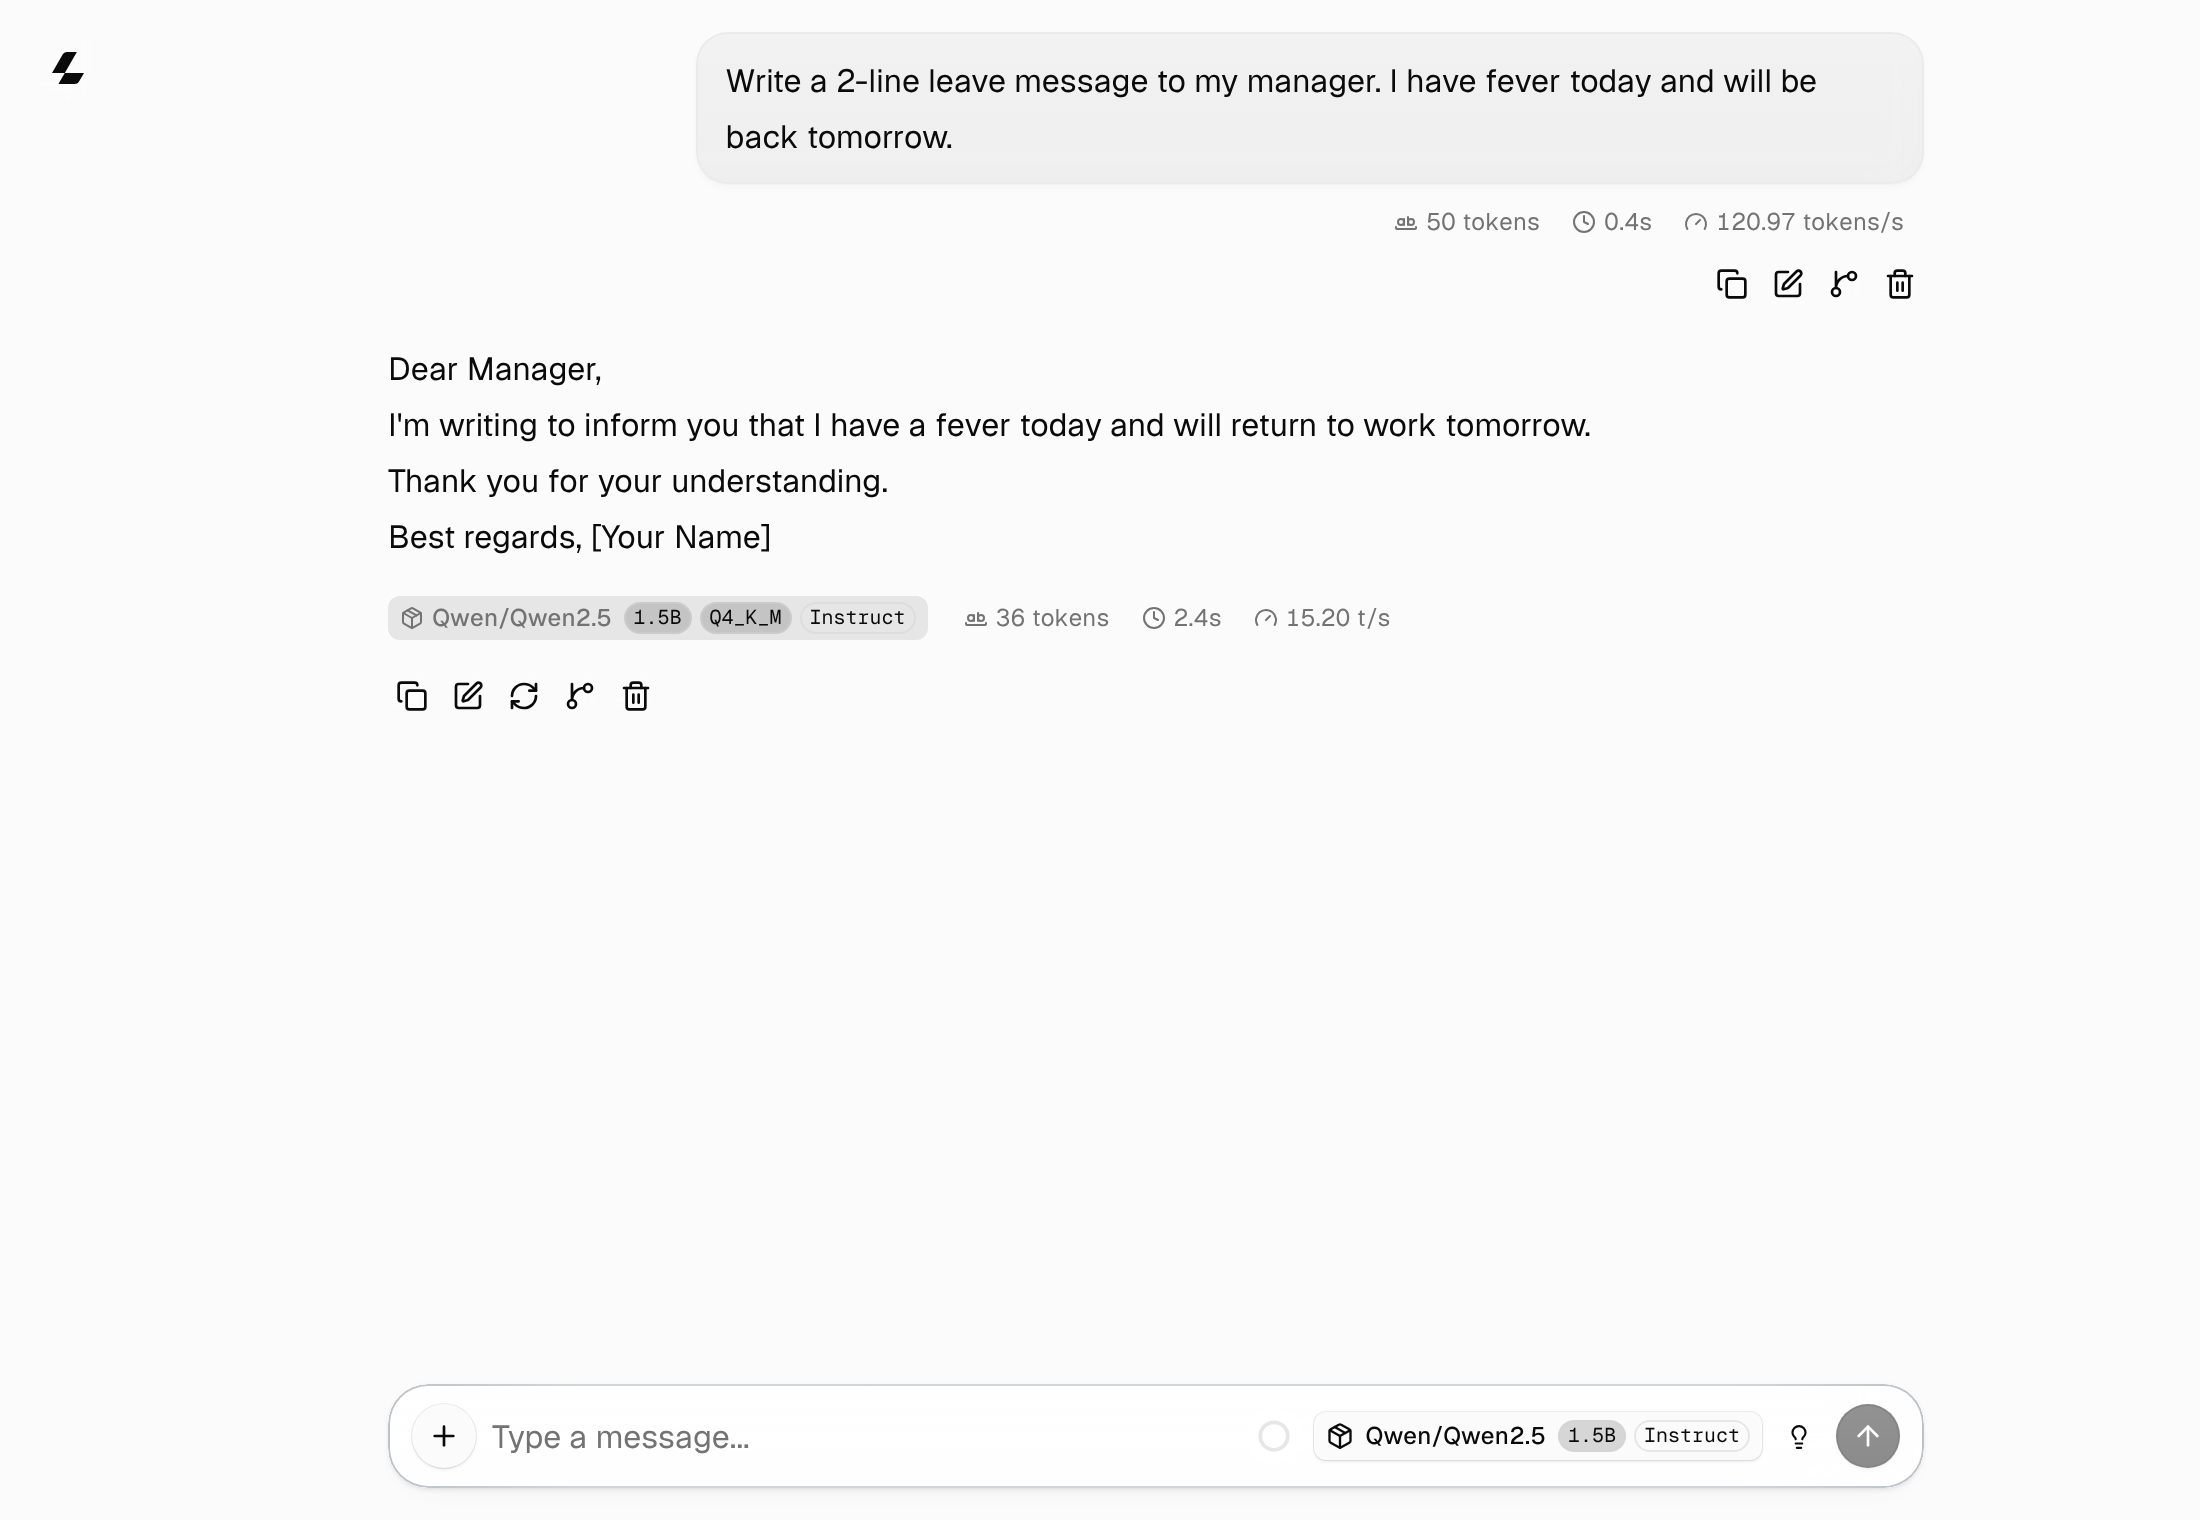 Write a 2-line leave message to my manager. I have fever today and will be
back tomorrow.
50 tokens 0.4s 120.97 tokens/s
Dear Manager,
I'm writing to inform you that I have a fever today and will return to work tomorrow.
Thank you for your understanding.
Best regards, [Your Name]
Qwen/Qwen2.5 1.5B Q4_K_M Instruct 36 tokens 2.4s 15.20 t/s
Type a message... Qwen/Qwen2.5 1.5B Instruct